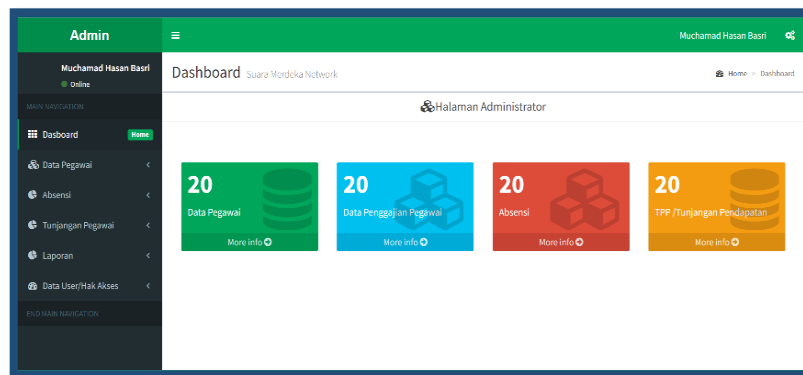 Admin
Muchamad Hasan Basri
Muchamad Hasan Basri
Online
Dashboard Suara Merdeka Network
Home > Dashboard
MAIN NAVIGATION
Halaman Administrator
Dasboard Home
Data Pegawai
Absensi
Tunjangan Pegawai
Laporan
Data User/Hak Akses
END MAIN NAVIGATION
20
Data Pegawai
More info
20
Data Penggajian Pegawai
More info
20
Absensi
More info
20
TPP /Tunjangan Pendapatan
More info